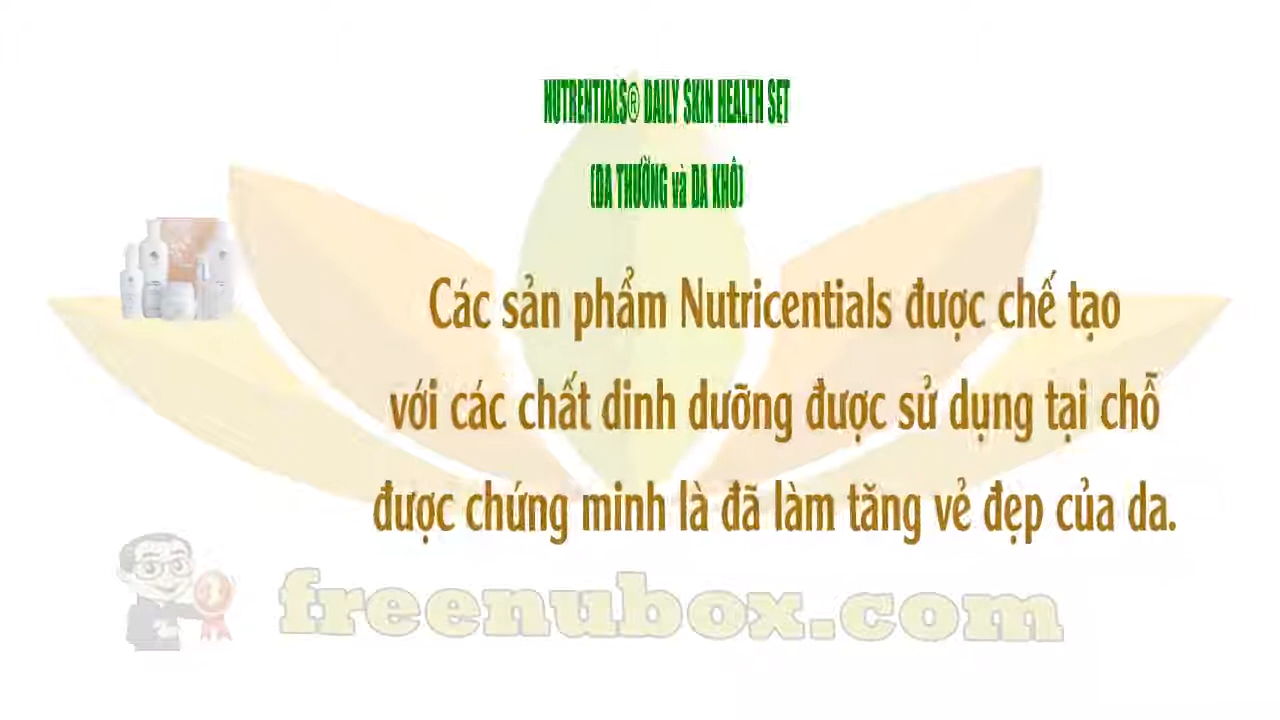 NUTRENTIALS® DAILY SKIN HEALTH SET
(DA THƯỜNG và DA KHÔ)
Các sản phẩm Nutricentials được chế tạo
với các chất dinh dưỡng được sử dụng tại chỗ
được chứng minh là đã làm tăng vẻ đẹp của da.
freenubox.com